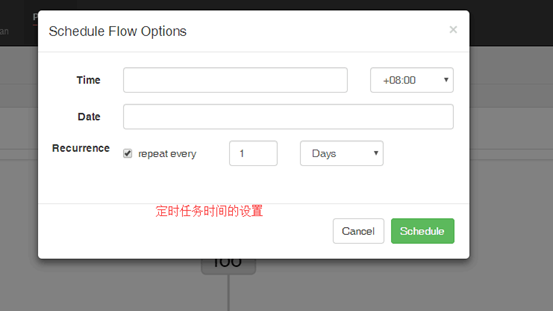 Schedule Flow Options
×
Time
+08:00
Date
Recurrence
repeat every
1
Days
定时任务时间的设置
Cancel
Schedule
100